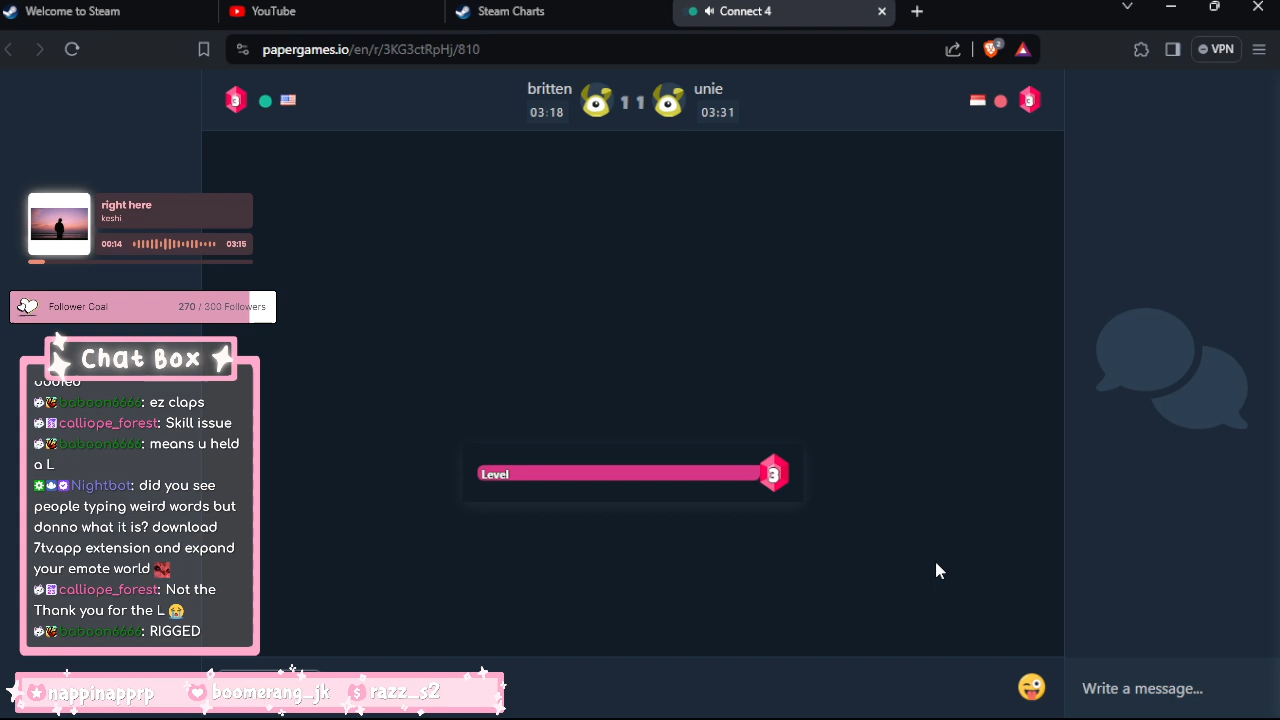 Welcome to Steam
YouTube
Steam Charts
Connect 4
papergames.io/en/r/3KG3ctRpHj/810
2
VPN
3
britten
03:18
1 1
unie
03:31
3
right here
keshi
00:14
03:15
Follower Goal
270 / 300 Followers
Chat Box
baboon6666: ez claps
calliope_forest: Skill issue
baboon6666: means u held
a L
Nightbot: did you see
people typing weird words but
donno what it is? download
7tv.app extension and expand
your emote world
calliope_forest: Not the
Thank you for the L
baboon6666: RIGGED
Level
3
nappinapprp
boomerang_jk
razz_s2
Write a message...